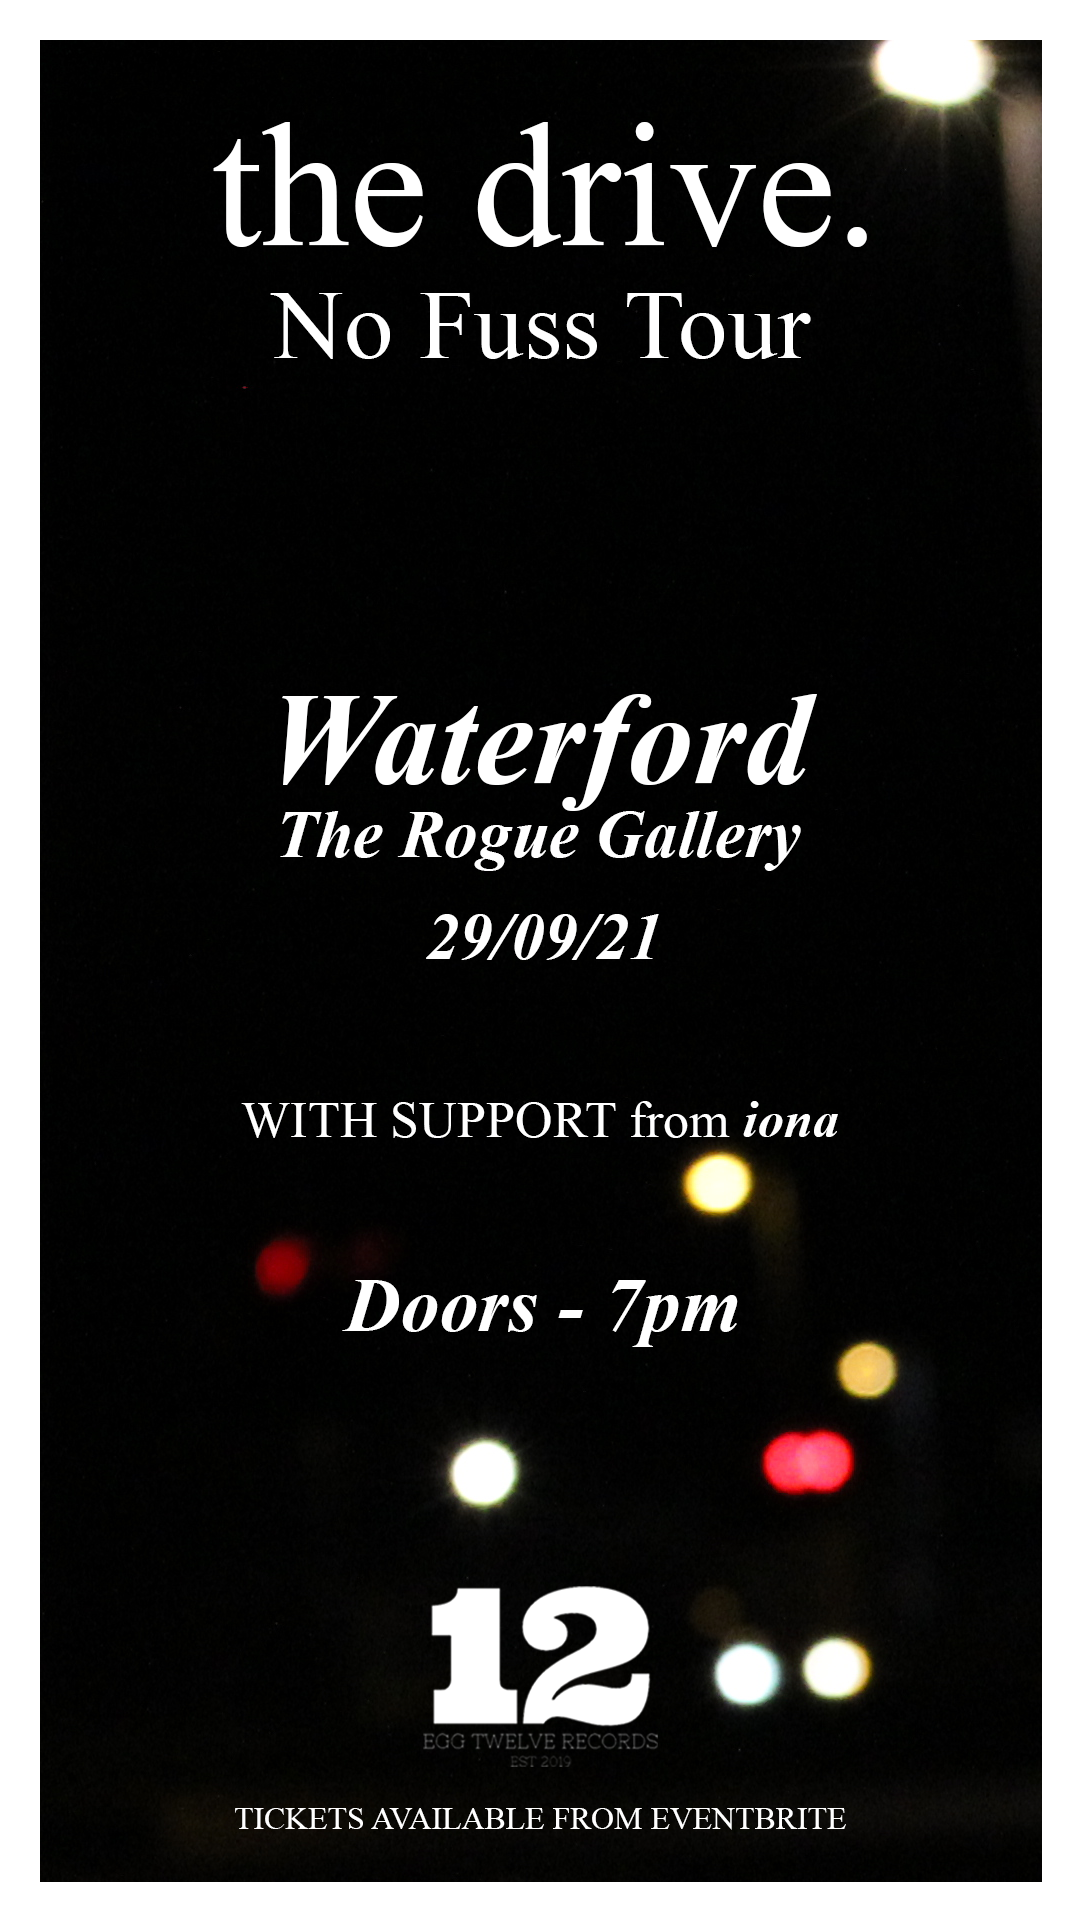 the drive.
No Fuss Tour
Waterford
The Rogue Gallery
29/09/21
WITH SUPPORT from iona
Doors - 7pm
12
EGG TWELVE RECORDS
EST 2019
TICKETS AVAILABLE FROM EVENTBRITE